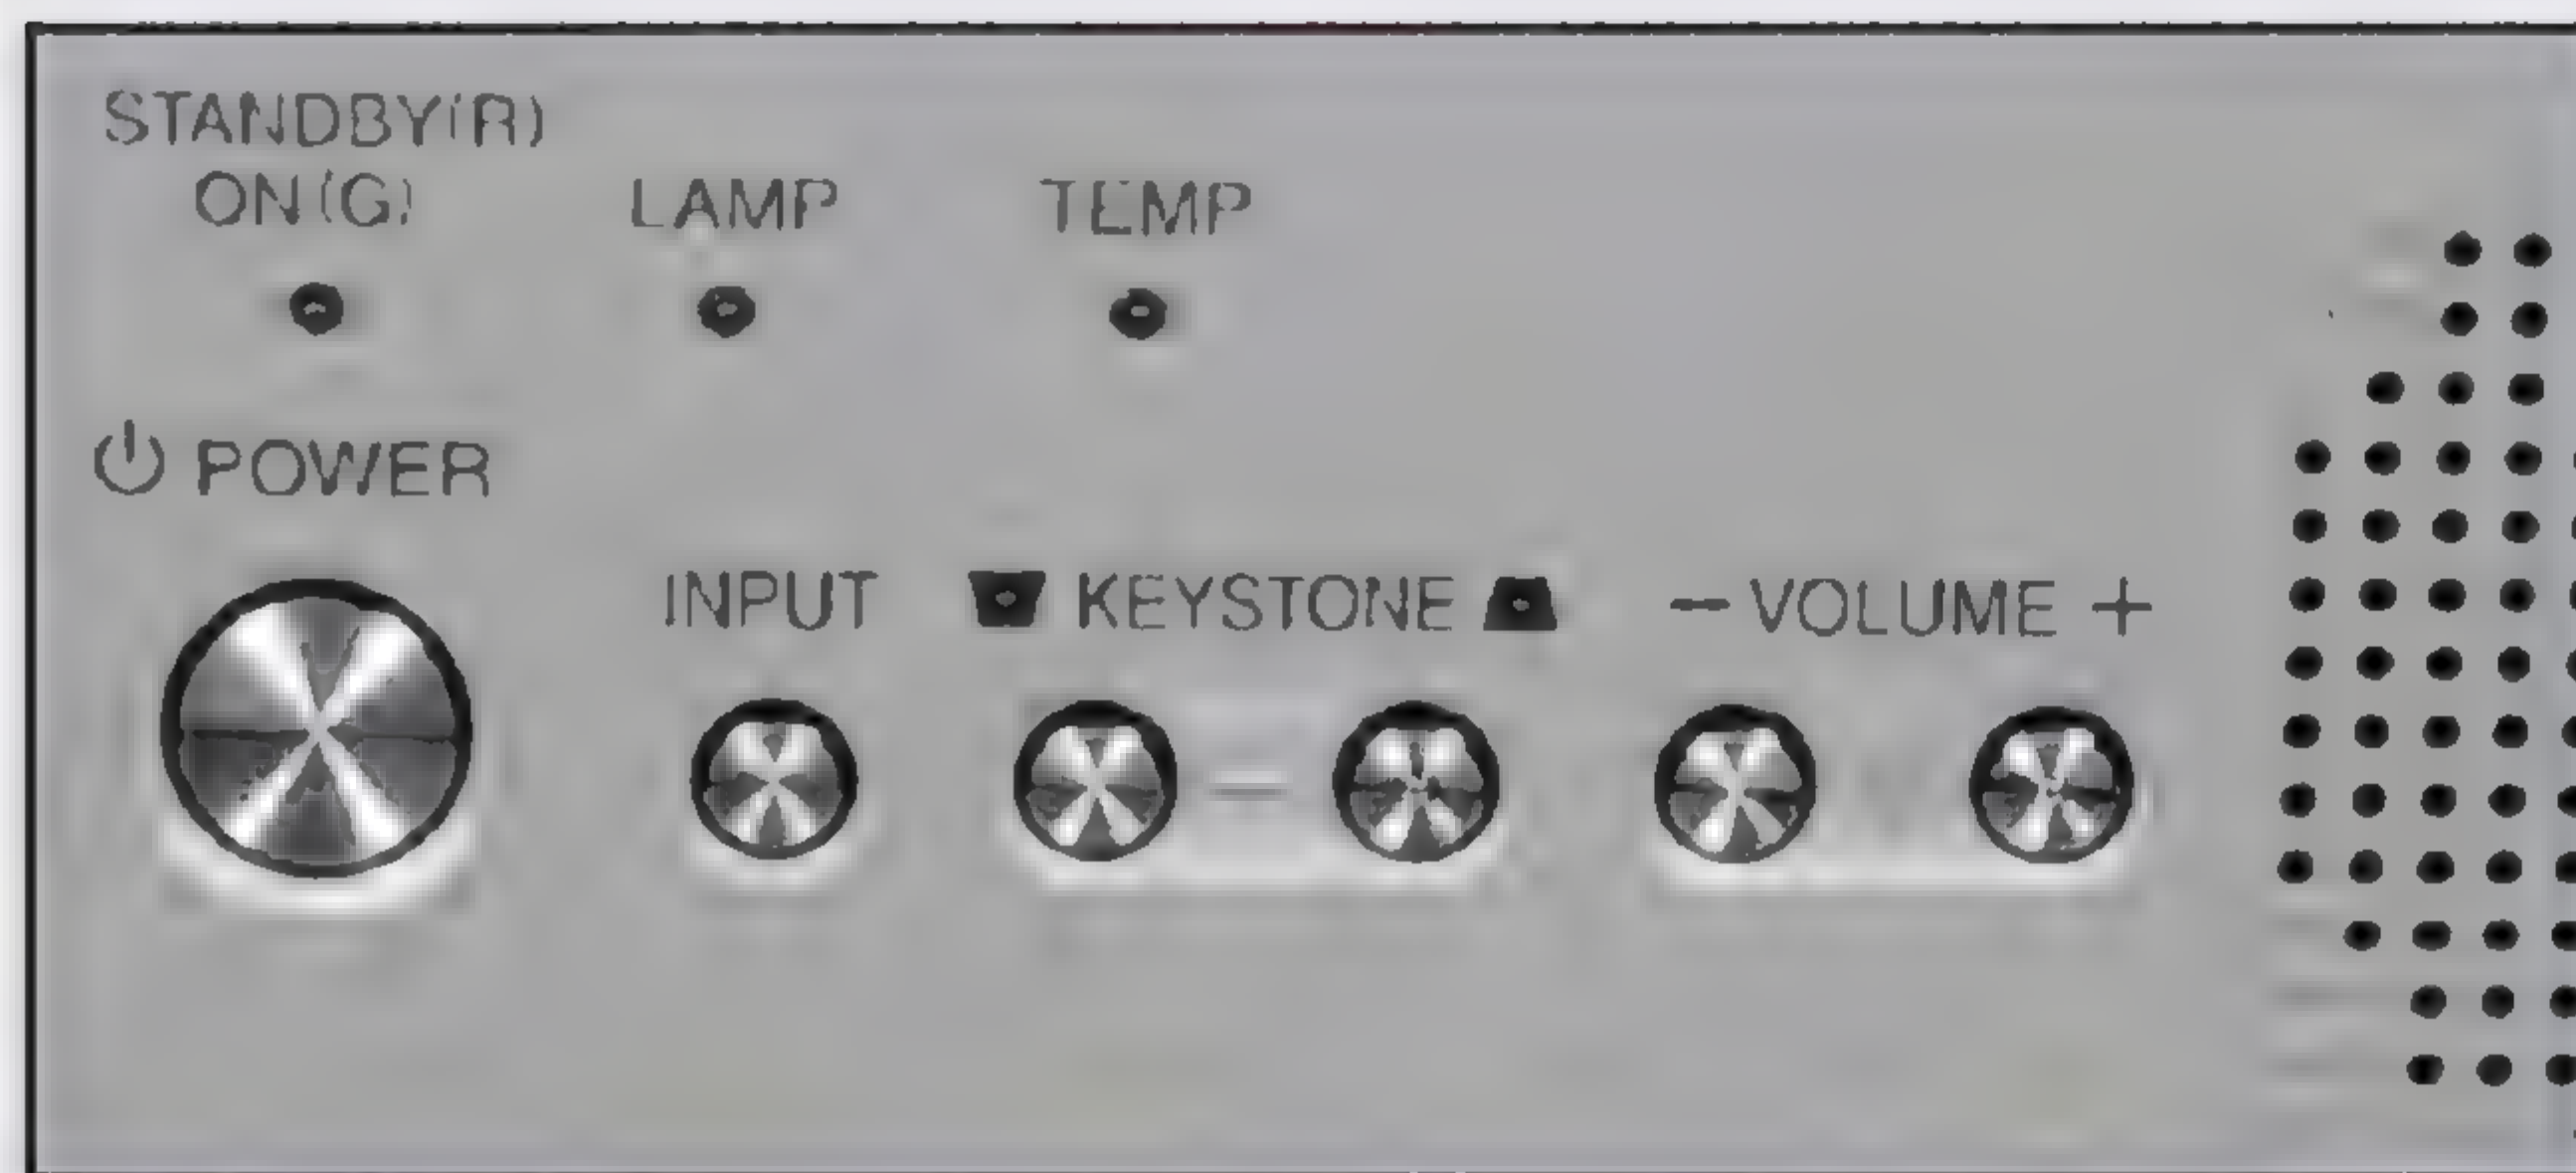 STANDBY(R)
ON(G)
LAMP
TEMP
POWER
INPUT
KEYSTONE
– VOLUME +